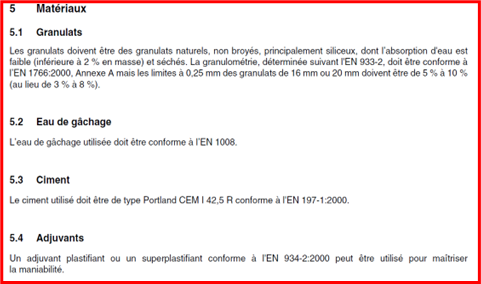 5 Matériaux
5.1 Granulats
Les granulats doivent être des granulats naturels, non broyés, principalement siliceux, dont l'absorption d'eau est
faible (inférieure à 2 % en masse) et séchés. La granulométrie, déterminée suivant l'EN 933-2, doit être conforme à
l'EN 1766:2000, Annexe A mais les limites à 0,25 mm des granulats de 16 mm ou 20 mm doivent être de 5 % à 10 %
(au lieu de 3 % à 8 %).
5.2 Eau de gâchage
L'eau de gâchage utilisée doit être conforme à l'EN 1008.
5.3 Ciment
Le ciment utilisé doit être de type Portland CEM I 42,5 R conforme à l'EN 197-1:2000.
5.4 Adjuvants
Un adjuvant plastifiant ou un superplastifiant conforme à l'EN 934-2:2000 peut être utilisé pour maîtriser
la maniabilité.